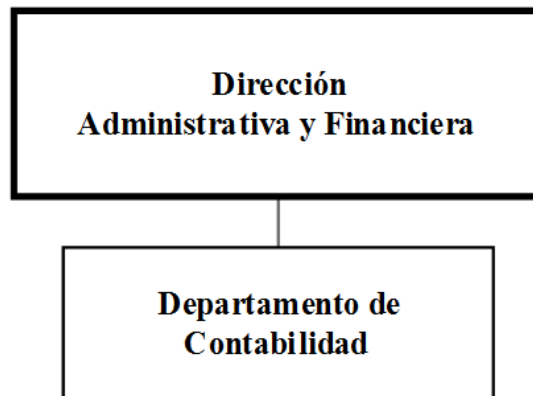 Dirección
Administrativa y Financiera
Departamento de
Contabilidad